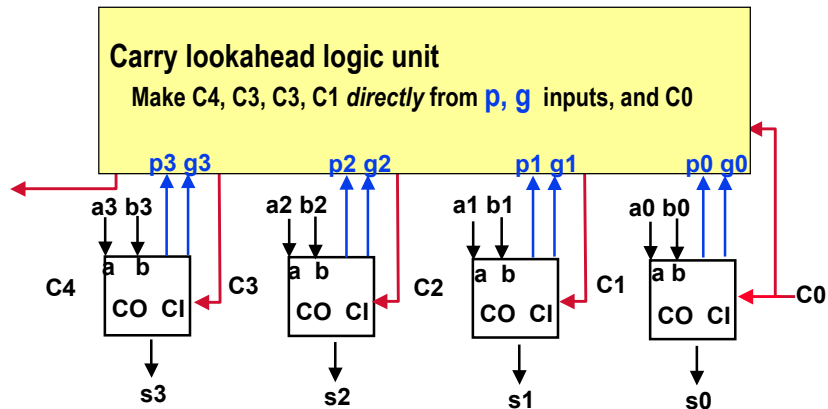 Carry lookahead logic unit
Make C4, C3, C3, C1 directly from p, g inputs, and C0
p3 g3 p2 g2 p1 g1 p0 g0
a3 b3 a2 b2 a1 b1 a0 b0
a b a b a b a b
C4 C3 C2 C1 C0
CO CI CO CI CO CI CO CI
s3 s2 s1 s0